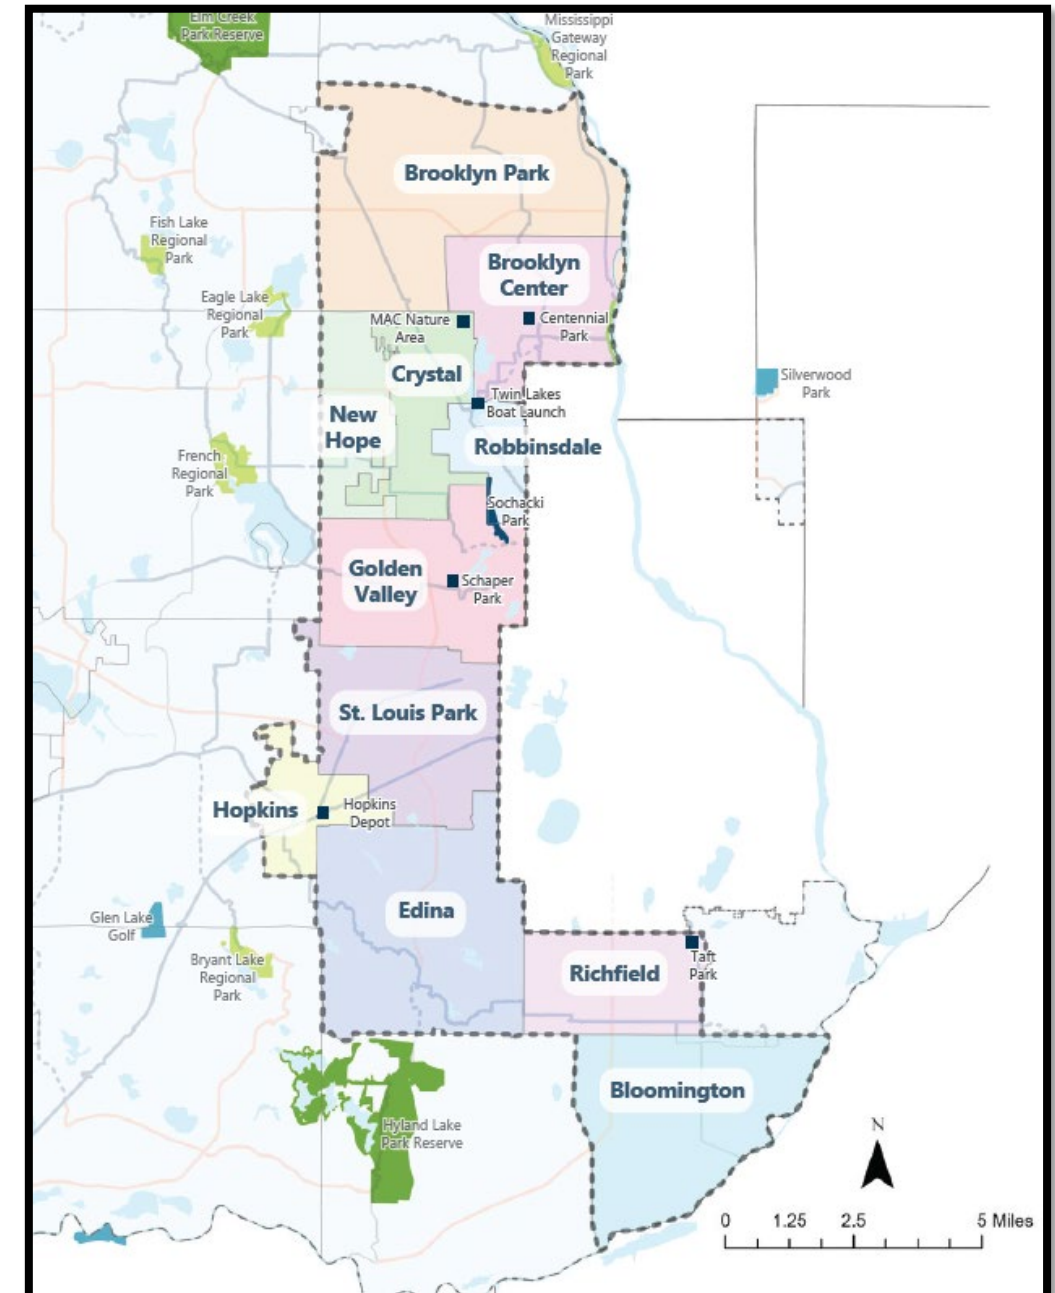 Elm Creek
Park Reserve
Mississippi
Gateway
Regional
Park
Brooklyn Park
Fish Lake
Regional
Park
Brooklyn
Center
Eagle Lake
Regional
Park
MAC Nature
Area
Centennial
Park
Crystal
Silverwood
Park
Twin Lakes
Boat Launch
New
Hope
Robbinsdale
French
Regional
Park
Sochacki
Park
Golden
Valley
Schaper
Park
St. Louis Park
Hopkins
Hopkins
Depot
Edina
Glen Lake
Golf
Bryant Lake
Regional
Park
Richfield
Taft
Park
Bloomington
Hyland Lake
Park Reserve
N
0 1.25 2.5 5 Miles